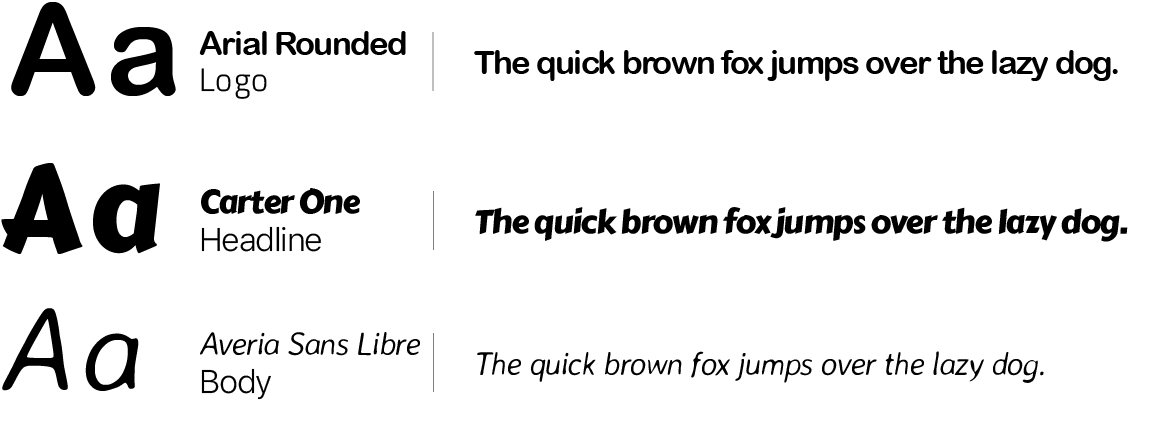 Aa
Arial Rounded
Logo
The quick brown fox jumps over the lazy dog.
Aa
Carter One
Headline
The quick brown fox jumps over the lazy dog.
Aa
Averia Sans Libre
Body
The quick brown fox jumps over the lazy dog.